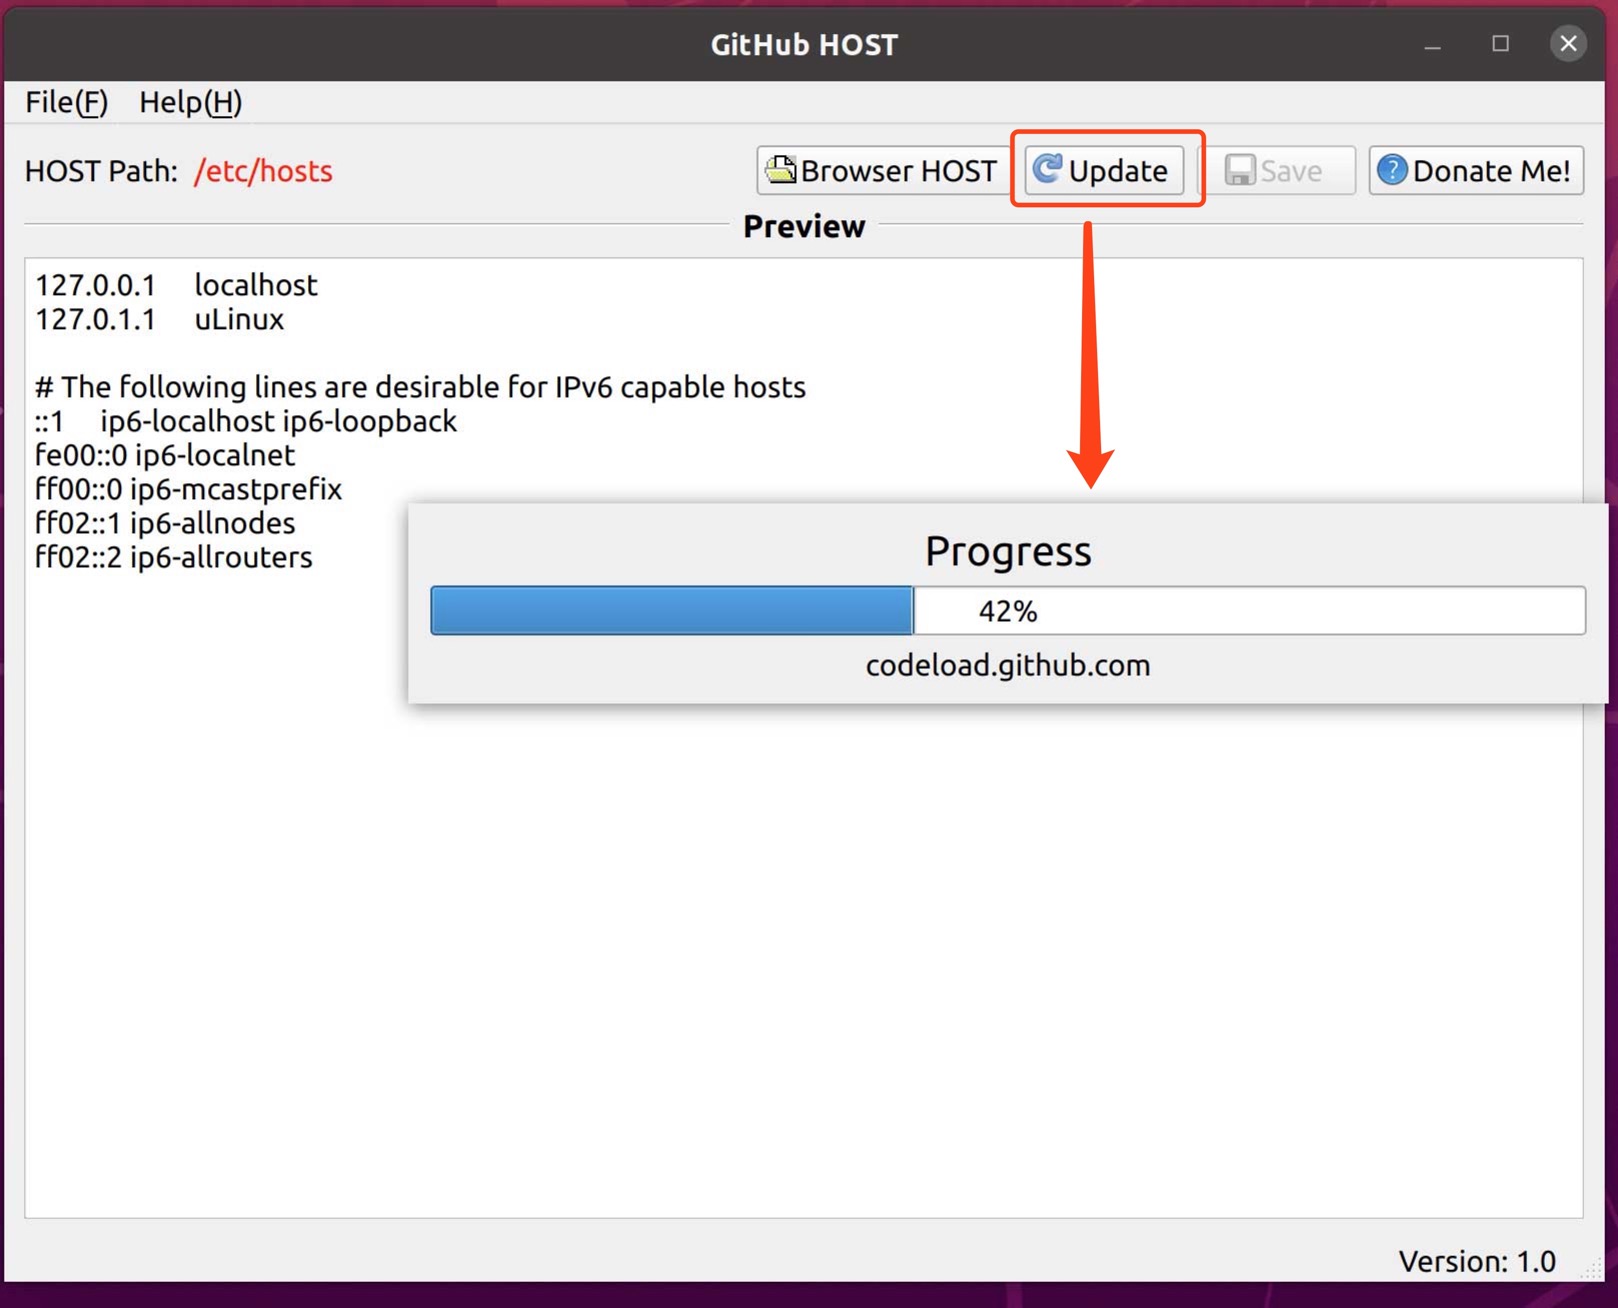 GitHub HOST
File(F) Help(H)
HOST Path: /etc/hosts Browser HOST Update Save Donate Me!
Preview
127.0.0.1 localhost
127.0.1.1 uLinux
# The following lines are desirable for IPv6 capable hosts
::1 ip6-localhost ip6-loopback
fe00::0 ip6-localnet
ff00::0 ip6-mcastprefix
ff02::1 ip6-allnodes
ff02::2 ip6-allrouters
Progress
42%
codeload.github.com
Version: 1.0